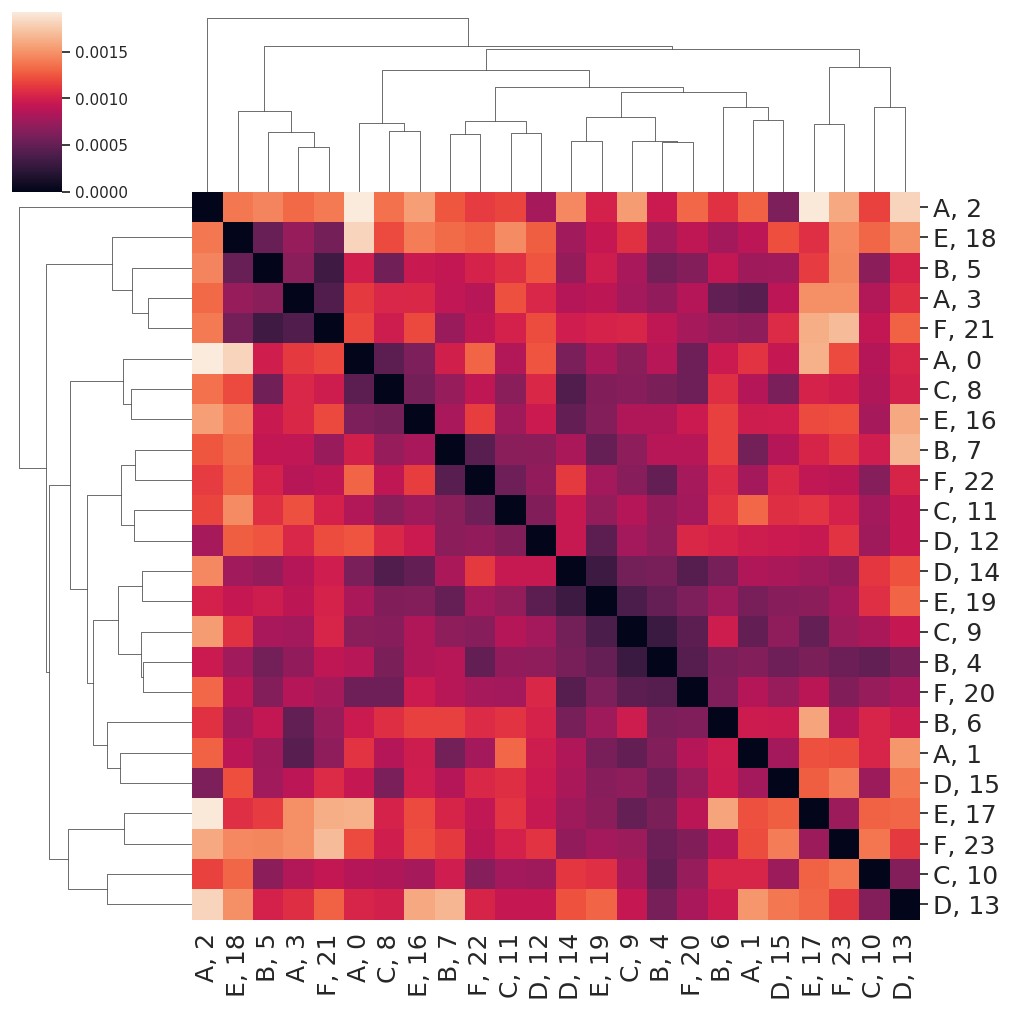 0.0015
0.0010
0.0005
0.0000
A, 2
E, 18
B, 5
A, 3
F, 21
A, 0
C, 8
E, 16
B, 7
F, 22
C, 11
D, 12
D, 14
E, 19
C, 9
B, 4
F, 20
B, 6
A, 1
D, 15
E, 17
F, 23
C, 10
D, 13
A, 2
E, 18
B, 5
A, 3
F, 21
A, 0
C, 8
E, 16
B, 7
F, 22
C, 11
D, 12
D, 14
E, 19
C, 9
B, 4
F, 20
B, 6
A, 1
D, 15
E, 17
F, 23
C, 10
D, 13